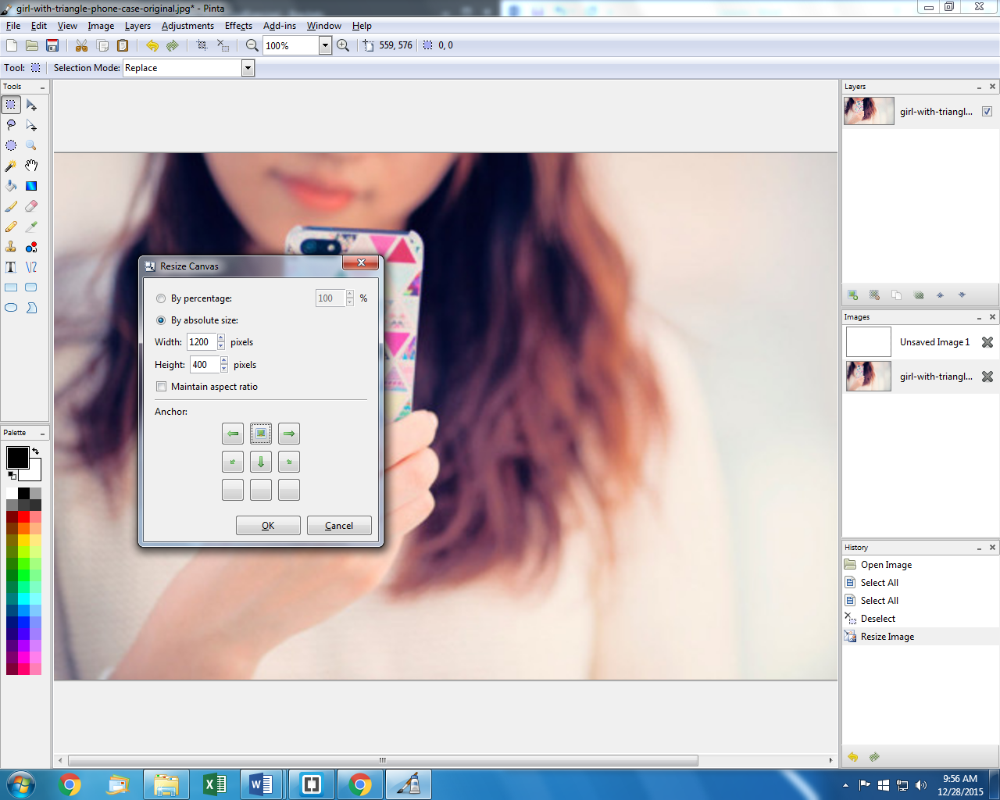 girl-with-triangle-phone-case-original.jpg* - Pinta
File Edit View Image Layers Adjustments Effects Add-ins Window Help
100% 559, 576 0, 0
Tool: Selection Mode: Replace
Tools
Layers
girl-with-triangl...
Resize Canvas
By percentage: 100 %
By absolute size:
Width: 1200 pixels
Height: 400 pixels
Maintain aspect ratio
Anchor:
OK Cancel
Images
Unsaved Image 1
girl-with-triangl...
Palette
History
Open Image
Select All
Select All
Deselect
Resize Image
9:56 AM
12/28/2015